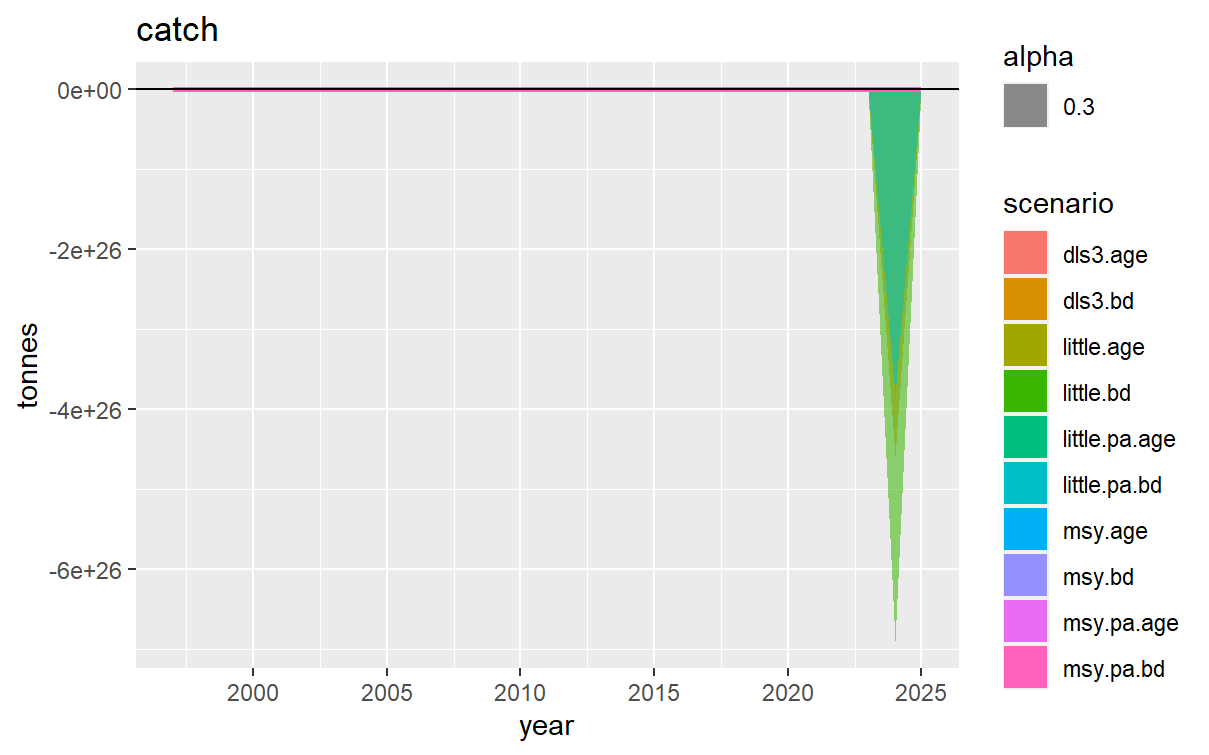 catch
tonnes
0e+00
-2e+26
-4e+26
-6e+26
2000 2005 2010 2015 2020 2025
year
alpha
0.3
scenario
dls3.age
dls3.bd
little.age
little.bd
little.pa.age
little.pa.bd
msy.age
msy.bd
msy.pa.age
msy.pa.bd